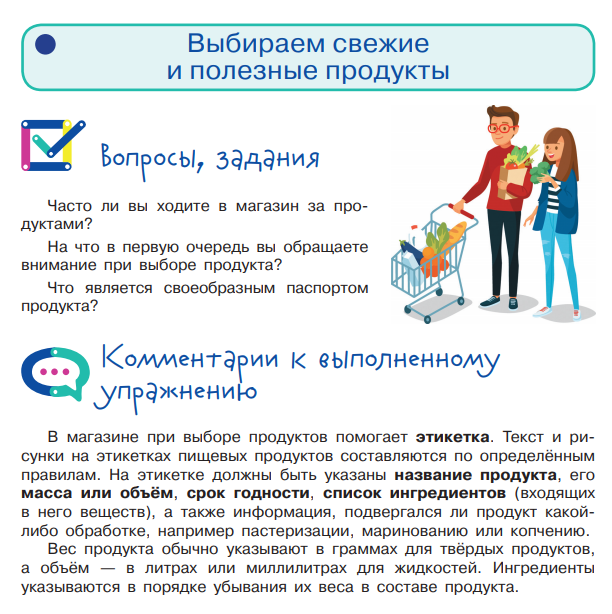 Выбираем свежие
и полезные продукты
Вопросы, задания
Часто ли вы ходите в магазин за про-
дуктами?
На что в первую очередь вы обращаете
внимание при выборе продукта?
Что является своеобразным паспортом
продукта?
Комментарии к выполненному
упражнению
В магазине при выборе продуктов помогает этикетка. Текст и ри-
сунки на этикетках пищевых продуктов составляются по определённым
правилам. На этикетке должны быть указаны название продукта, его
масса или объём, срок годности, список ингредиентов (входящих
в него веществ), а также информация, подвергался ли продукт какой-
либо обработке, например пастеризации, маринованию или копчению.
Вес продукта обычно указывают в граммах для твёрдых продуктов,
а объём — в литрах или миллилитрах для жидкостей. Ингредиенты
указываются в порядке убывания их веса в составе продукта.